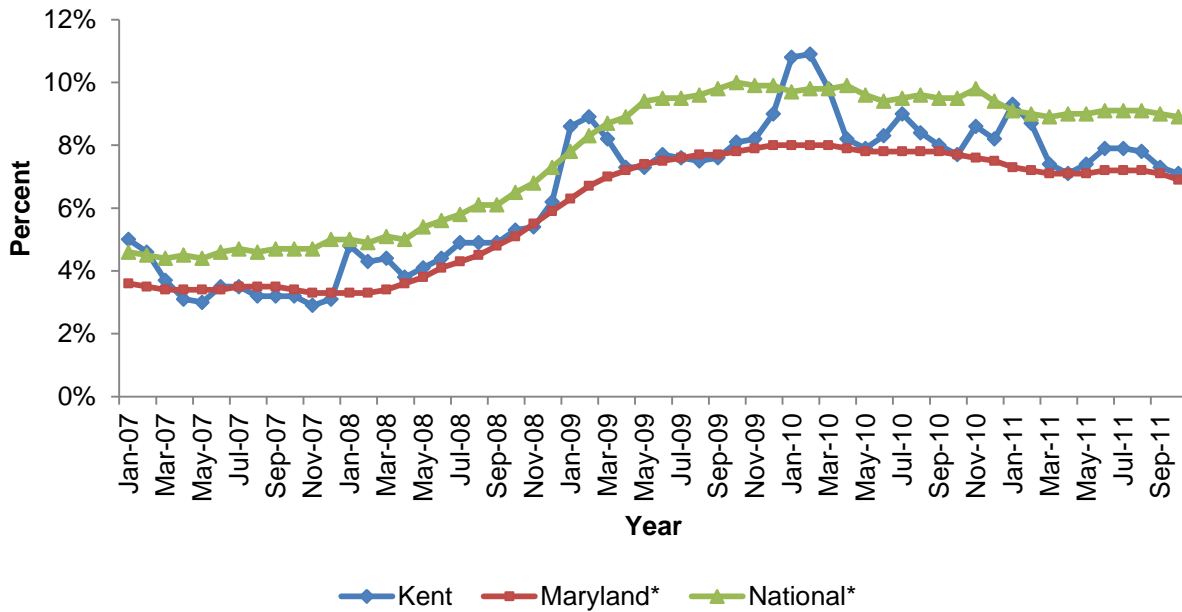 12%
10%
8%
6%
4%
2%
0%
Percent
Jan-07
Mar-07
May-07
Jul-07
Sep-07
Nov-07
Jan-08
Mar-08
May-08
Jul-08
Sep-08
Nov-08
Jan-09
Mar-09
May-09
Jul-09
Sep-09
Nov-09
Jan-10
Mar-10
May-10
Jul-10
Sep-10
Nov-10
Jan-11
Mar-11
May-11
Jul-11
Sep-11
Year
Kent Maryland* National*